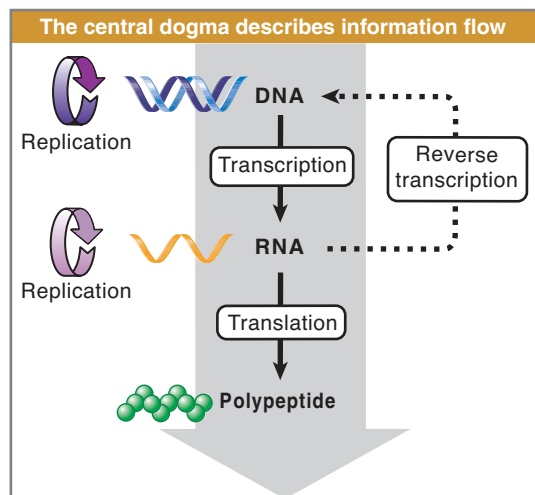 The central dogma describes information flow
DNA
Replication
Transcription
Reverse
transcription
RNA
Replication
Translation
Polypeptide